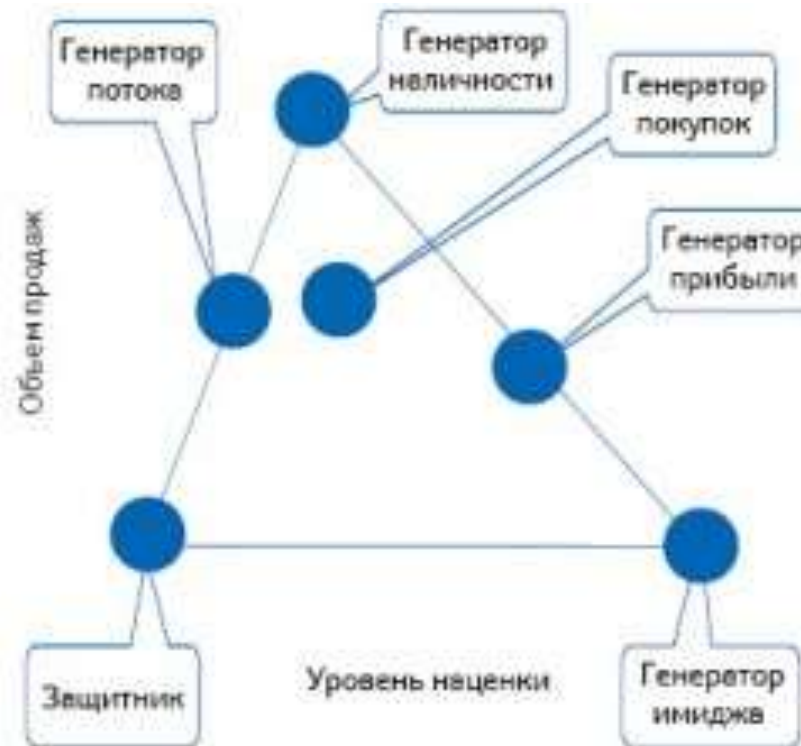 Генератор
потока
Генератор
наличности
Генератор
покупок
Генератор
прибыли
Объем продаж
Защитник
Уровень наценки
Генератор
имиджа